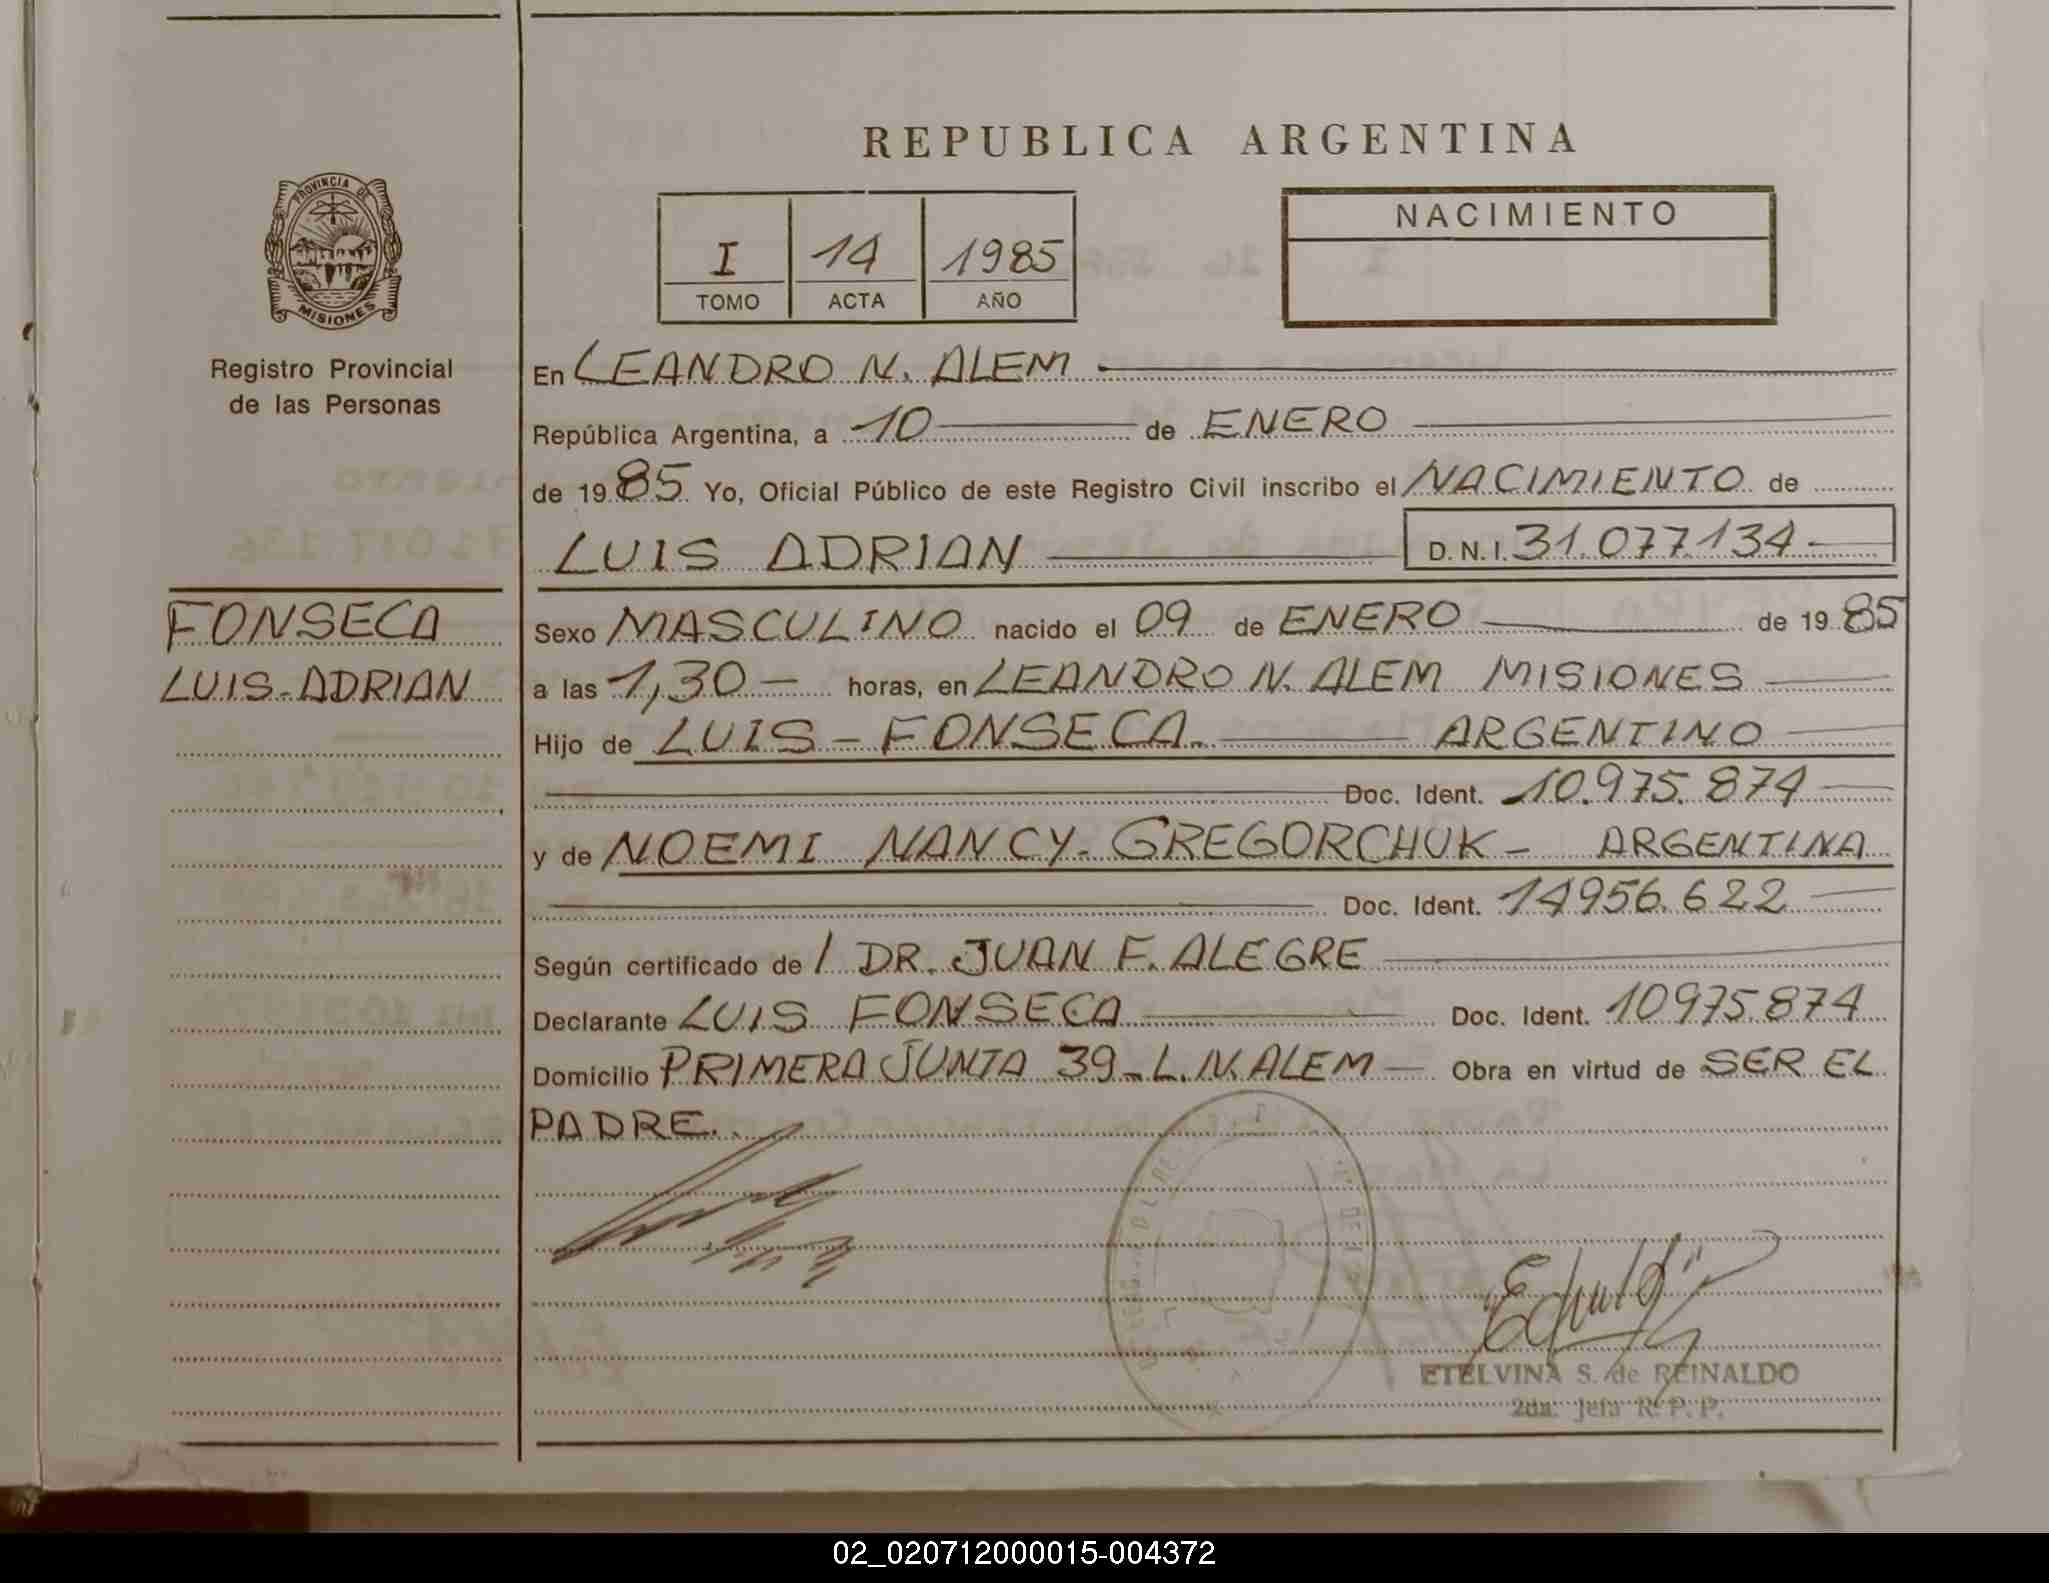 REPUBLICA ARGENTINA
PROVINCIA DE
MISIONES
Registro Provincial
de las Personas
I 14 1985
TOMO ACTA AÑO
NACIMIENTO
En LEANDRO N. ALEM
República Argentina, a 10 de ENERO
de 1985 Yo, Oficial Público de este Registro Civil inscribo el NACIMIENTO de
LUIS ADRIAN D. N. I. 31.077.134
FONSECA
LUIS-ADRIAN
Sexo MASCULINO nacido el 09 de ENERO de 1985
a las 1,30 — horas, en LEANDRO N. ALEM MISIONES
Hijo de LUIS - FONSECA. ARGENTINO
Doc. Ident. 10.975.874
y de NOEMI NANCY-GREGORCHUK - ARGENTINA
Doc. Ident. 14956.622
Según certificado de / DR. JUAN F. ALEGRE
Declarante LUIS FONSECA Doc. Ident. 10975.874
Domicilio PRIMERA JUNTA 39-L.N.ALEM — Obra en virtud de SER EL
PADRE.
ETELVINA S. de REINALDO
2da. Jefa R. P. P.
02_020712000015-004372